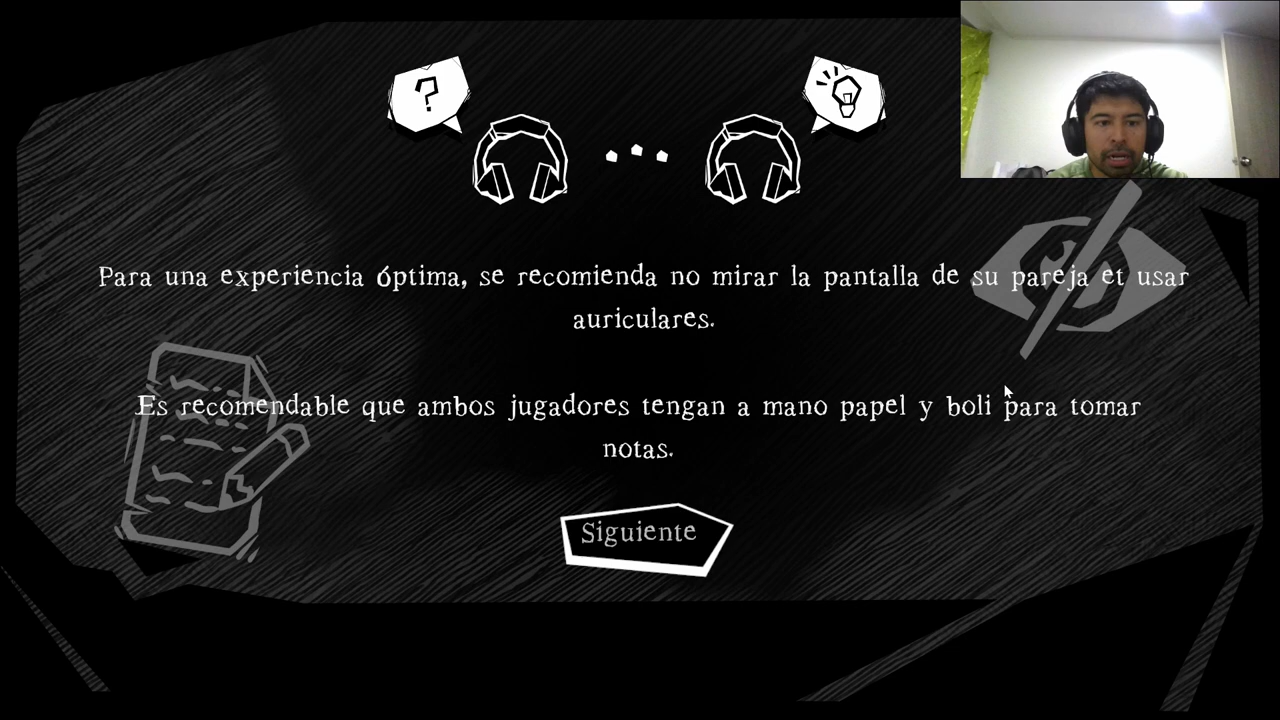 ?
Para una experiencia óptima, se recomienda no mirar la pantalla de su pareja et usar
auriculares.
Es recomendable que ambos jugadores tengan a mano papel y boli para tomar
notas.
Siguiente